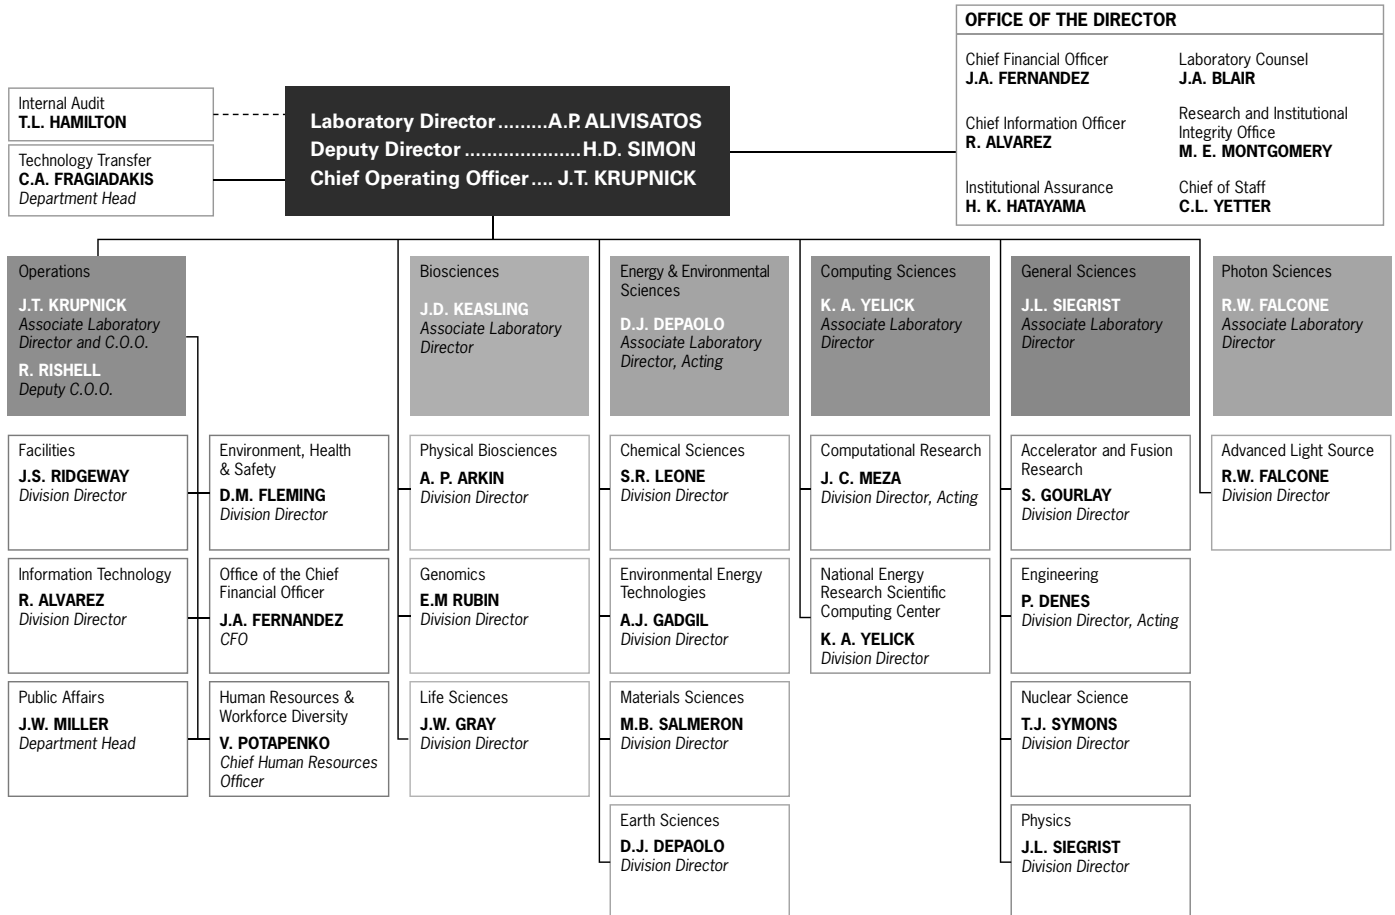 OFFICE OF THE DIRECTOR
Chief Financial Officer
J.A. FERNANDEZ
Laboratory Counsel
J.A. BLAIR
Chief Information Officer
R. ALVAREZ
Research and Institutional
Integrity Office
M. E. MONTGOMERY
Institutional Assurance
H. K. HATAYAMA
Chief of Staff
C.L. YETTER
Internal Audit
T.L. HAMILTON
Technology Transfer
C.A. FRAGIADAKIS
Department Head
Laboratory Director.........A.P. ALIVISATOS
Deputy Director .....................H.D. SIMON
Chief Operating Officer.... J.T. KRUPNICK
Operations
J.T. KRUPNICK
Associate Laboratory
Director and C.O.O.
R. RISHELL
Deputy C.O.O.
Biosciences
J.D. KEASLING
Associate Laboratory
Director
Energy & Environmental
Sciences
D.J. DEPAOLO
Associate Laboratory
Director, Acting
Computing Sciences
K. A. YELICK
Associate Laboratory
Director
General Sciences
J.L. SIEGRIST
Associate Laboratory
Director
Photon Sciences
R.W. FALCONE
Associate Laboratory
Director
Facilities
J.S. RIDGEWAY
Division Director
Environment, Health
& Safety
D.M. FLEMING
Division Director
Physical Biosciences
A. P. ARKIN
Division Director
Chemical Sciences
S.R. LEONE
Division Director
Computational Research
J. C. MEZA
Division Director, Acting
Accelerator and Fusion
Research
S. GOURLAY
Division Director
Advanced Light Source
R.W. FALCONE
Division Director
Information Technology
R. ALVAREZ
Division Director
Office of the Chief
Financial Officer
J.A. FERNANDEZ
CFO
Genomics
E.M RUBIN
Division Director
Environmental Energy
Technologies
A.J. GADGIL
Division Director
National Energy
Research Scientific
Computing Center
K. A. YELICK
Division Director
Engineering
P. DENES
Division Director, Acting
Public Affairs
J.W. MILLER
Department Head
Human Resources &
Workforce Diversity
V. POTAPENKO
Chief Human Resources
Officer
Life Sciences
J.W. GRAY
Division Director
Materials Sciences
M.B. SALMERON
Division Director
Nuclear Science
T.J. SYMONS
Division Director
Earth Sciences
D.J. DEPAOLO
Division Director
Physics
J.L. SIEGRIST
Division Director